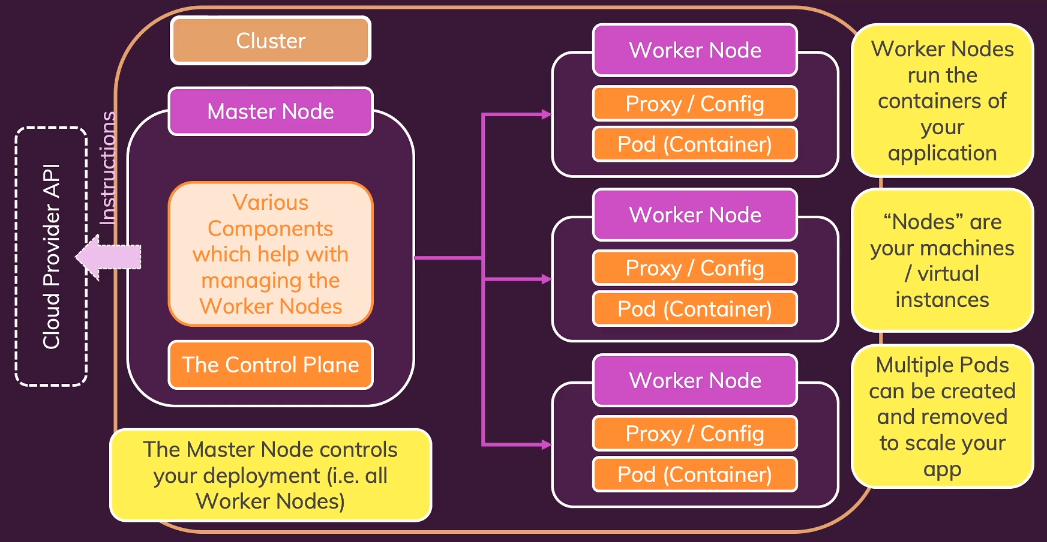 Cluster
Master Node
Instructions
Cloud Provider API
Various
Components
which help with
managing the
Worker Nodes
The Control Plane
The Master Node controls
your deployment (i.e. all
Worker Nodes)
Worker Node
Proxy / Config
Pod (Container)
Worker Node
Proxy / Config
Pod (Container)
Worker Node
Proxy / Config
Pod (Container)
Worker Nodes
run the
containers of
your
application
“Nodes” are
your machines
/ virtual
instances
Multiple Pods
can be created
and removed
to scale your
app